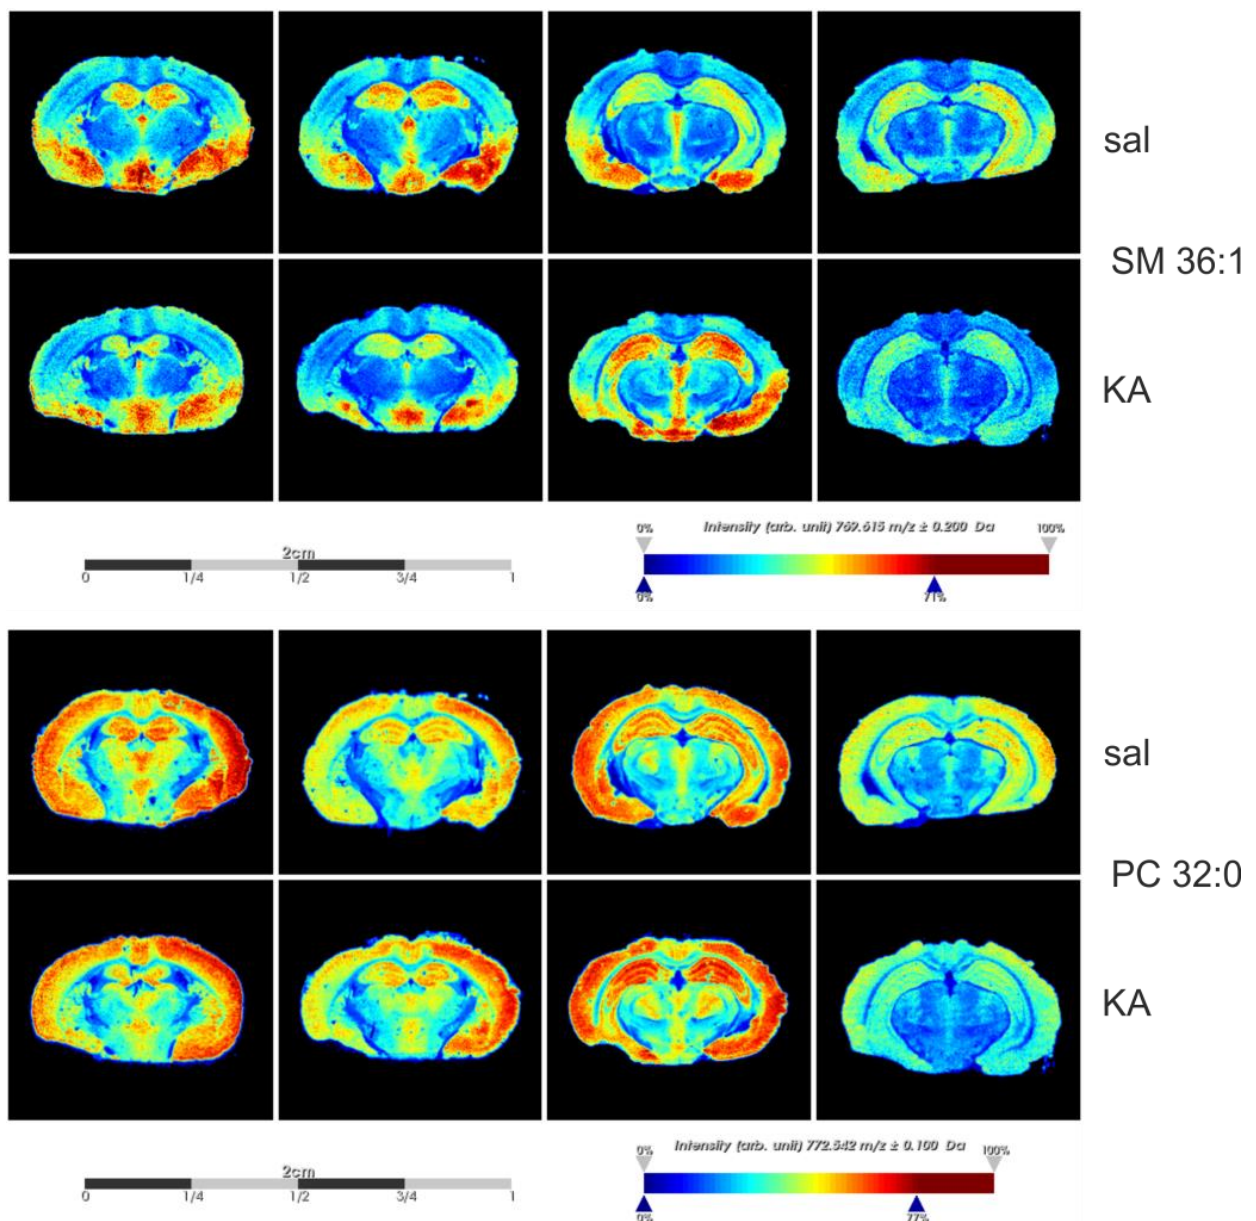 sal
SM 36:1
KA
0% Intensity (arb. unit) 769.615 m/z ± 0.200 Da 100%
2cm
0 1/4 1/2 3/4 1
0% 71%
sal
PC 32:0
KA
0% Intensity (arb. unit) 772.542 m/z ± 0.100 Da 100%
2cm
0 1/4 1/2 3/4 1
0% 77%